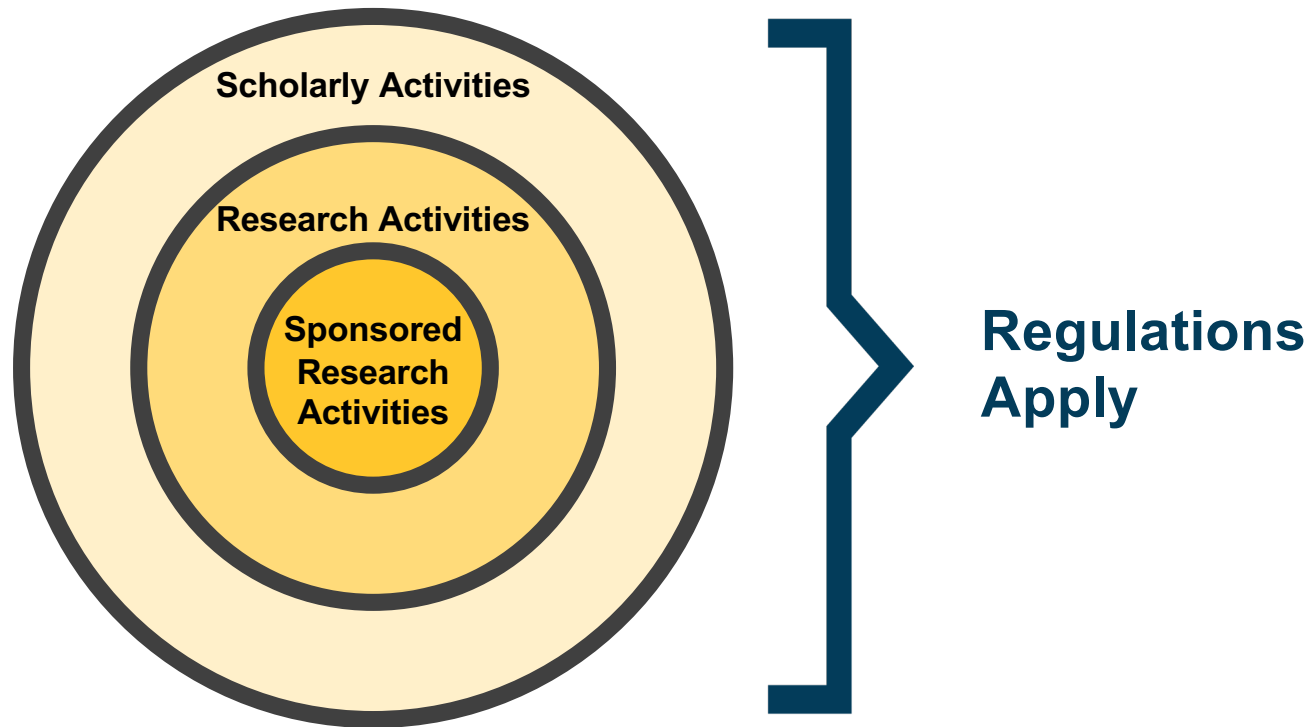 Scholarly Activities
Research Activities
Sponsored
Research
Activities
Regulations
Apply